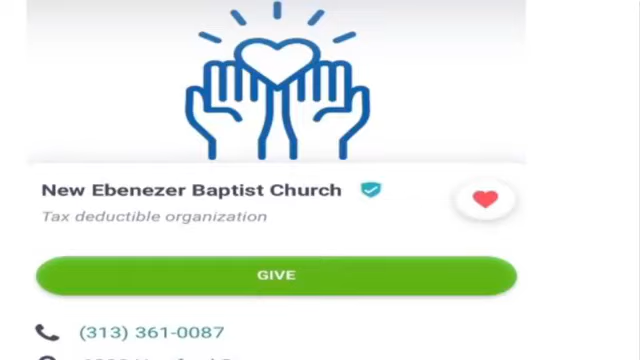 New Ebenezer Baptist Church
Tax deductible organization
GIVE
(313) 361-0087